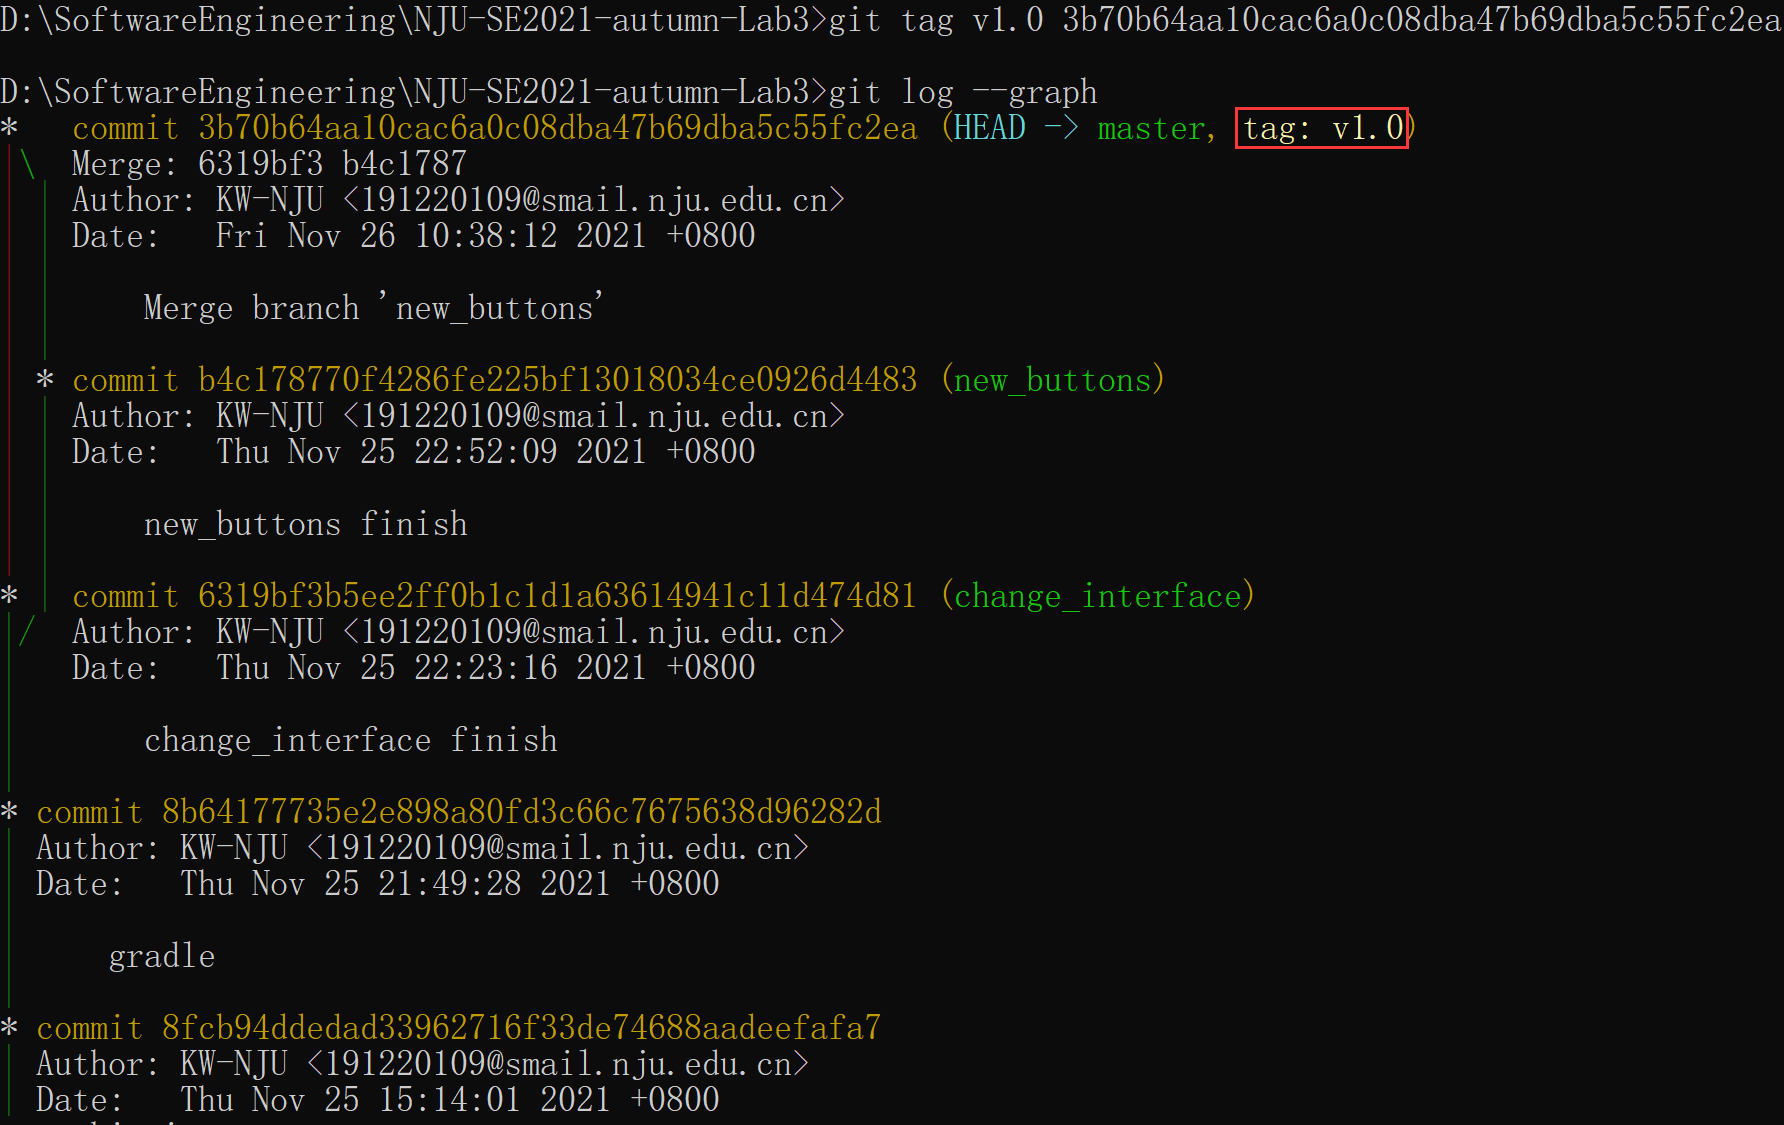 D:\SoftwareEngineering\NJU-SE2021-autumn-Lab3>git tag v1.0 3b70b64aa10cac6a0c08dba47b69dba5c55fc2ea
D:\SoftwareEngineering\NJU-SE2021-autumn-Lab3>git log --graph
*   commit 3b70b64aa10cac6a0c08dba47b69dba5c55fc2ea (HEAD -> master, tag: v1.0)
|\  Merge: 6319bf3 b4c1787
| | Author: KW-NJU <191220109@smail.nju.edu.cn>
| | Date:   Fri Nov 26 10:38:12 2021 +0800
| |
| |     Merge branch 'new_buttons'
| |
| * commit b4c178770f4286fe225bf13018034ce0926d4483 (new_buttons)
| | Author: KW-NJU <191220109@smail.nju.edu.cn>
| | Date:   Thu Nov 25 22:52:09 2021 +0800
| |
| |     new_buttons finish
| |
* | commit 6319bf3b5ee2ff0b1c1d1a63614941c11d474d81 (change_interface)
|/  Author: KW-NJU <191220109@smail.nju.edu.cn>
|   Date:   Thu Nov 25 22:23:16 2021 +0800
|
|       change_interface finish
|
* commit 8b64177735e2e898a80fd3c66c7675638d96282d
| Author: KW-NJU <191220109@smail.nju.edu.cn>
| Date:   Thu Nov 25 21:49:28 2021 +0800
|
|     gradle
|
* commit 8fcb94ddedad33962716f33de74688aadeefafa7
| Author: KW-NJU <191220109@smail.nju.edu.cn>
| Date:   Thu Nov 25 15:14:01 2021 +0800